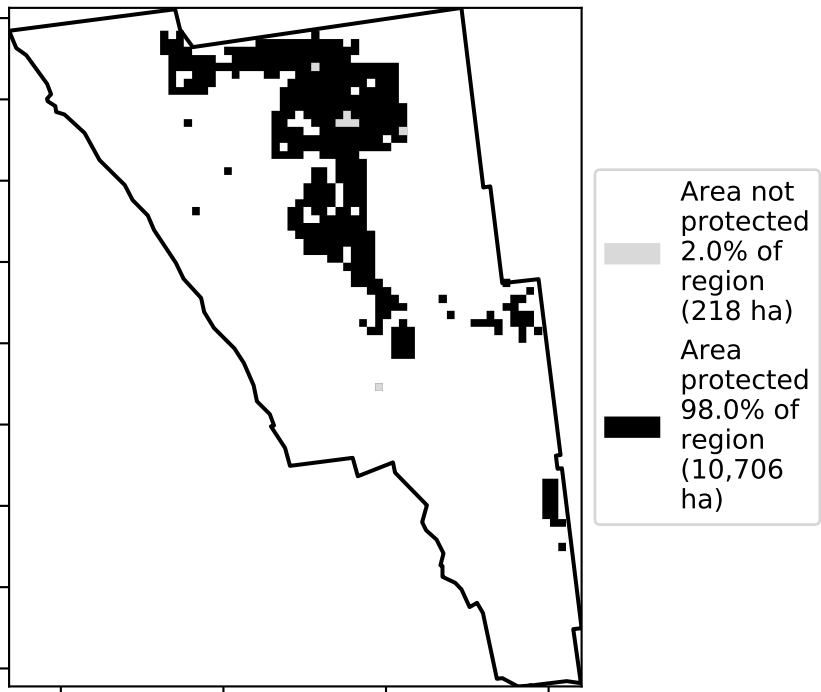 Area not
protected
2.0% of
region
(218 ha)
Area
protected
98.0% of
region
(10,706
ha)